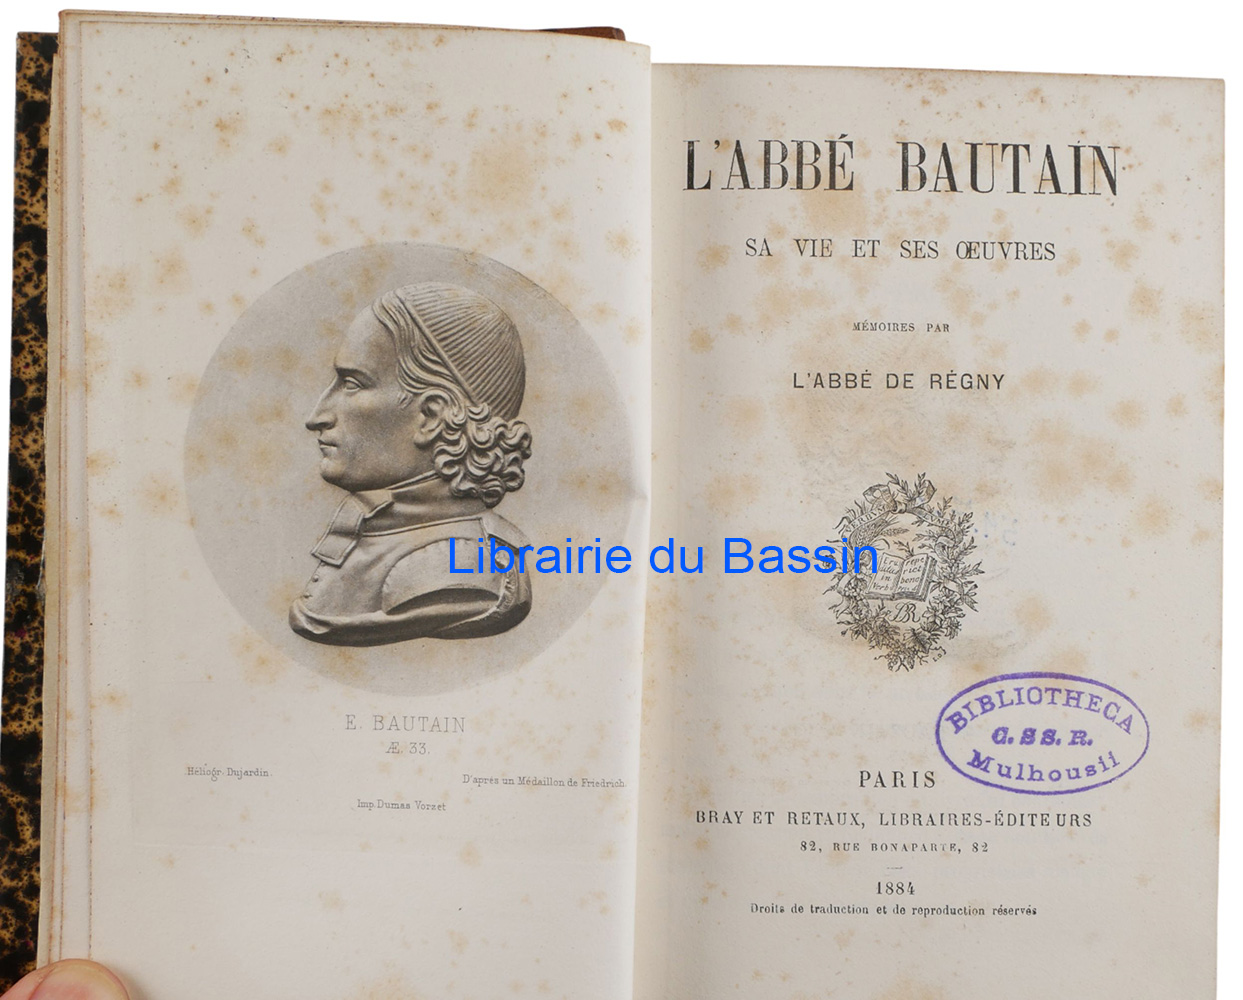 E. BAUTAIN
Æ. 33.
Héliogr. Dujardin.
D'après un Médaillon de Friedrich.
Imp. Dumas Vorzet
L'ABBÉ BAUTAIN
SA VIE ET SES ŒUVRES
MÉMOIRES PAR
L'ABBÉ DE RÉGNY
BR
Librairie du Bassin
BIBLIOTHECA
C. SS. R.
Mulhousii
PARIS
BRAY ET RETAUX, LIBRAIRES-ÉDITEURS
82, RUE BONAPARTE, 82
1884
Droits de traduction et de reproduction réservés